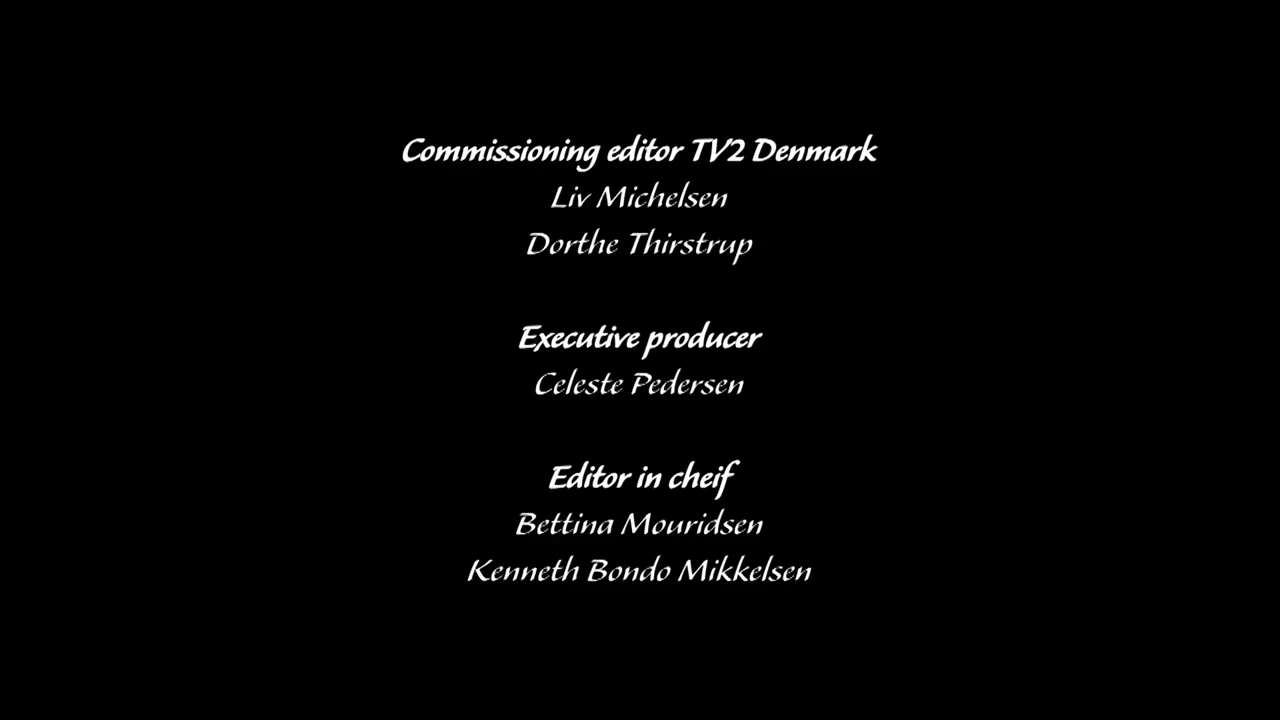 Commissioning editor TV2 Denmark
Liv Michelsen
Dorthe Thirstrup
Executive producer
Celeste Pedersen
Editor in cheif
Bettina Mouridsen
Kenneth Bondo Mikkelsen